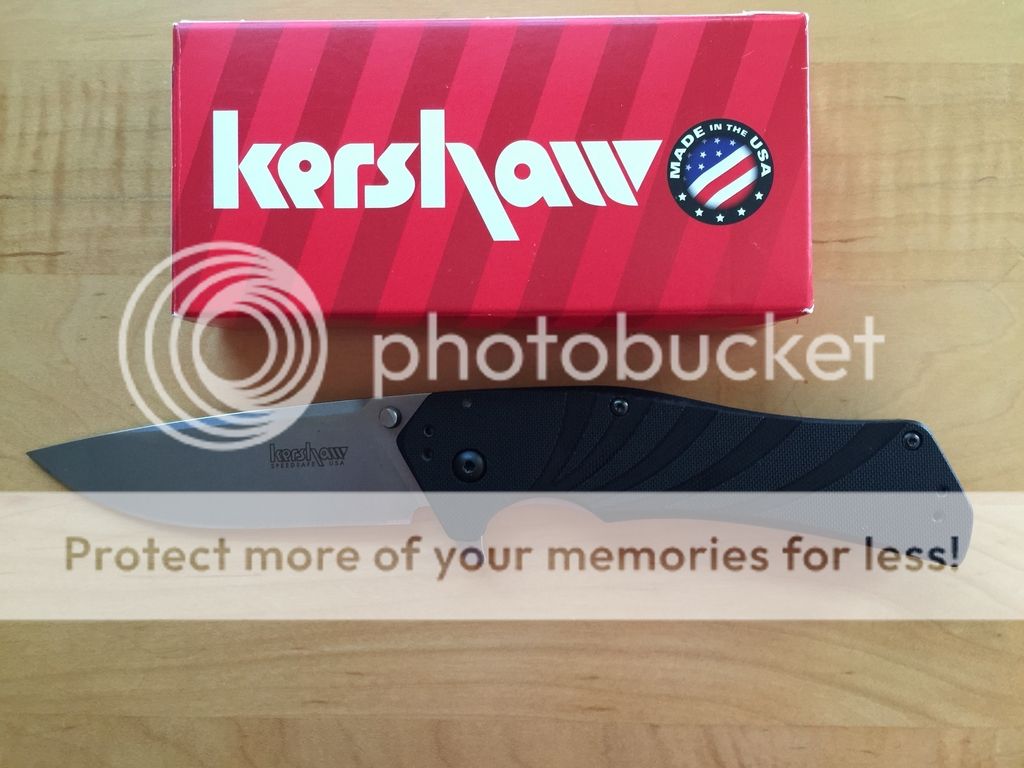 kershaw
MADE IN THE USA
photobucket
kershaw
SPEEDSAFE USA
Protect more of your memories for less!